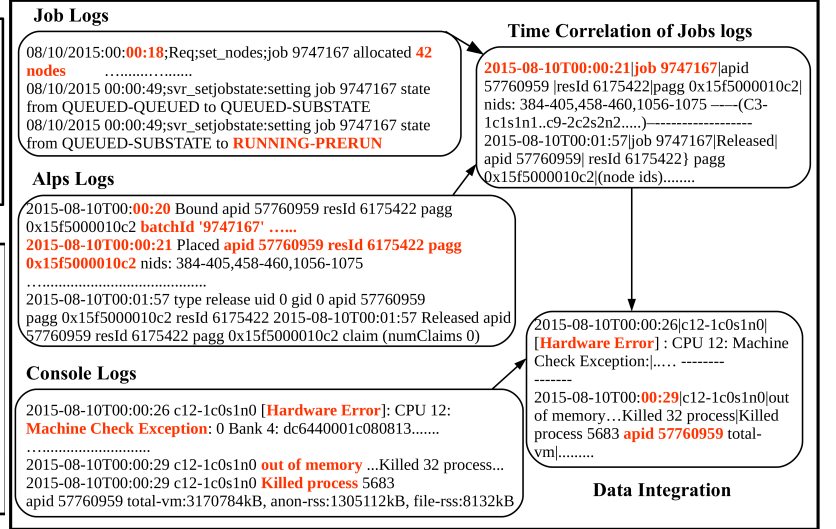 Job Logs
08/10/2015:00:00:18;Req;set_nodes;job 9747167 allocated 42
nodes ….......…........
08/10/2015 00:00:49;svr_setjobstate:setting job 9747167 state
from QUEUED-QUEUED to QUEUED-SUBSTATE
08/10/2015 00:00:49;svr_setjobstate:setting job 9747167 state
from QUEUED-SUBSTATE to RUNNING-PRERUN
Alps Logs
2015-08-10T00:00:20 Bound apid 57760959 resId 6175422 pagg
0x15f5000010c2 batchId '9747167' …...
2015-08-10T00:00:21 Placed apid 57760959 resId 6175422 pagg
0x15f5000010c2 nids: 384-405,458-460,1056-1075
….........................................
2015-08-10T00:01:57 type release uid 0 gid 0 apid 57760959
pagg 0x15f5000010c2 resId 6175422 2015-08-10T00:01:57 Released apid
57760959 resId 6175422 pagg 0x15f5000010c2 claim (numClaims 0)
Console Logs
2015-08-10T00:00:26 c12-1c0s1n0 [Hardware Error]: CPU 12:
Machine Check Exception: 0 Bank 4: dc6440001c080813.......
…...........................
2015-08-10T00:00:29 c12-1c0s1n0 out of memory ...Killed 32 process...
2015-08-10T00:00:29 c12-1c0s1n0 Killed process 5683
apid 57760959 total-vm:3170784kB, anon-rss:1305112kB, file-rss:8132kB
Time Correlation of Jobs logs
2015-08-10T00:00:21|job 9747167|apid
57760959 |resId 6175422|pagg 0x15f5000010c2|
nids: 384-405,458-460,1056-1075 –---(C3-
1c1s1n1..c9-2c2s2n2.....)–------------------
2015-08-10T00:01:57|job 9747167|Released|
apid 57760959| resId 6175422} pagg
0x15f5000010c2|(node ids)........
2015-08-10T00:00:26|c12-1c0s1n0|
[Hardware Error] : CPU 12: Machine
Check Exception:|..… --------
-------
2015-08-10T00:00:29|c12-1c0s1n0|out
of memory…Killed 32 process|Killed
process 5683 apid 57760959 total-
vm|.........
Data Integration